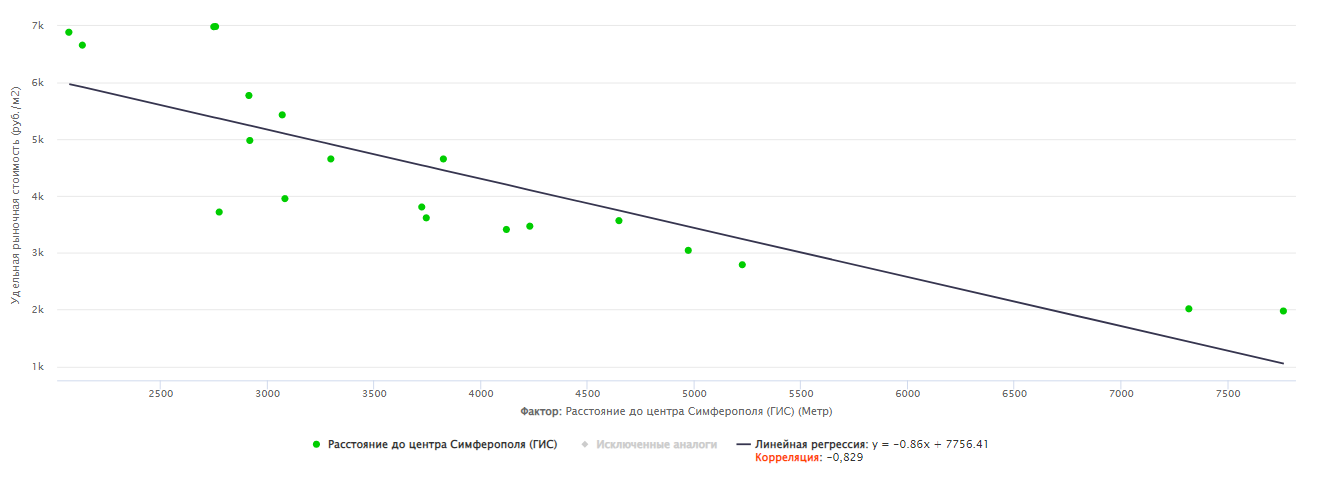 Удельная рыночная стоимость (руб./м2)
7k
6k
5k
4k
3k
2k
1k
2500 3000 3500 4000 4500 5000 5500 6000 6500 7000 7500
Фактор: Расстояние до центра Симферополя (ГИС) (Метр)
Расстояние до центра Симферополя (ГИС) Исключенные аналоги Линейная регрессия: y = -0.86x + 7756.41
Корреляция: -0,829